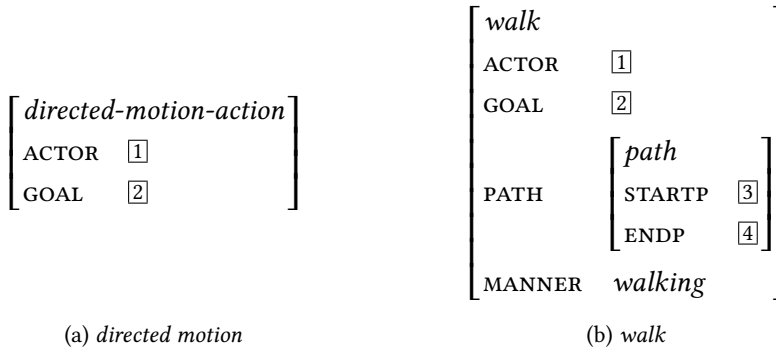 directed-motion-action
ACTOR 1
GOAL 2
(a) directed motion
walk
ACTOR 1
GOAL 2
PATH
path
STARTP 3
ENDP 4
MANNER walking
(b) walk